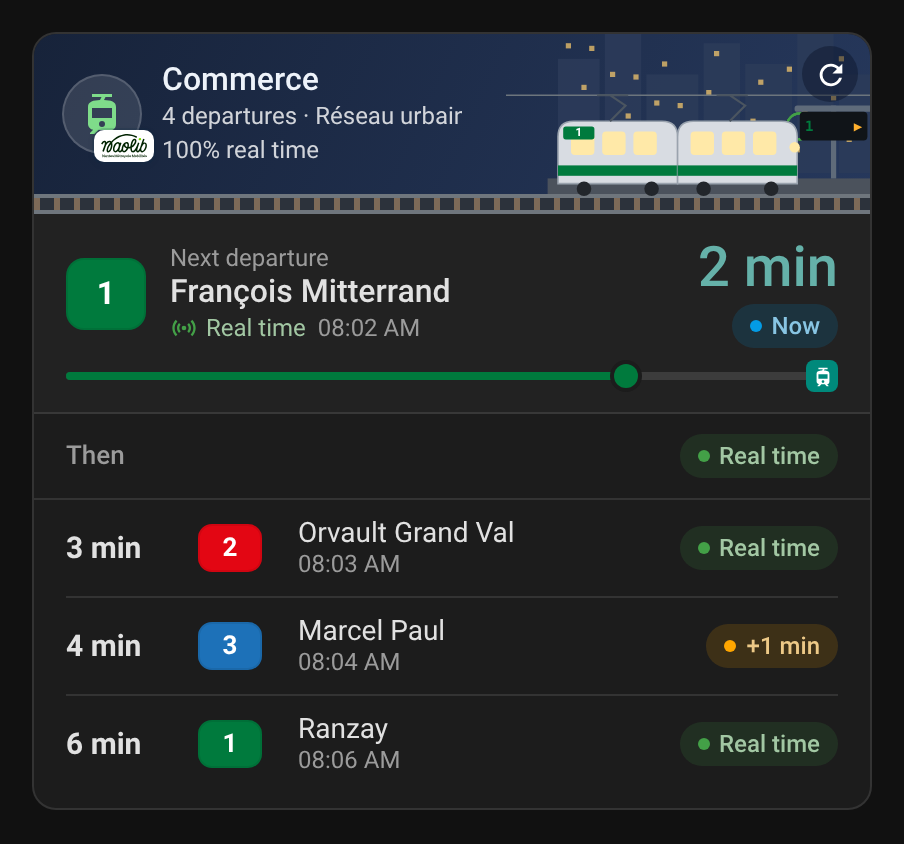 Commerce
4 departures · Réseau urbair
100% real time
naolib
1
1
1
Next departure
François Mitterrand
Real time 08:02 AM
2 min
Now
Then
Real time
3 min
2
Orvault Grand Val
08:03 AM
Real time
4 min
3
Marcel Paul
08:04 AM
+1 min
6 min
1
Ranzay
08:06 AM
Real time